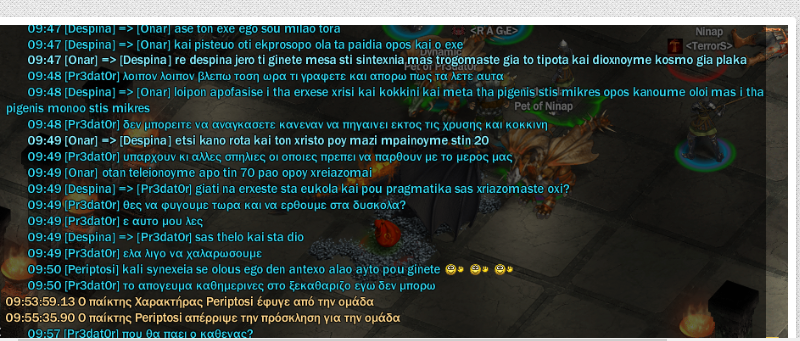 09:47 [Despina] => [Onar] ase ton exe ego sou milao tora
<R A G E>
Ninap
<TerrorS>
09:47 [Despina] => [Onar] kai pisteuo oti ekprosopo ola ta paidia opos kai o exe
Dynamic
09:47 [Onar] => [Despina] re despina jero ti ginete mesa sti sintexnia mas trogomaste gia to tipota kai dioxnoyme kosmo gia plaka
Pet of Pr3dat0r
09:48 [Pr3dat0r] λοιπον λοιπον βλεπω τοση ωρα τι γραφετε και απορω πως τα λετε αυτα
09:48 [Despina] => [Onar] loipon apofasise i tha erxese xrisi kai kokkini kai meta tha pigenis stis mikres opos kanoume oloi mas i tha
pigenis monoo stis mikres
Pet of Ninap
09:48 [Pr3dat0r] δεν μπορειτε να αναγκασετε κανεναν να πηγαινει εκτος τις χρυσης και κοκκινη
09:49 [Onar] => [Despina] etsi kano rota kai ton xristo poy mazi mpainoyme stin 20
09:49 [Pr3dat0r] υπαρχουν κι αλλες σπηλιες οι οποιες πρεπει να παρθουν με το μερος μας
09:49 [Onar] otan teleionoyme apo tin 70 pao opoy xreiazomai
09:49 [Despina] => [Pr3dat0r] giati na erxeste sta eukola kai pou pragmatika sas xriazomaste oxi?
09:49 [Pr3dat0r] θες να φυγουμε τωρα και να ερθουμε στα δυσκολα?
09:49 [Pr3dat0r] ε αυτο μου λες
09:49 [Despina] => [Pr3dat0r] sas thelo kai sta dio
09:49 [Pr3dat0r] ελα λιγο να χαλαρωσουμε
09:50 [Periptosi] kali synexeia se olous ego den antexo alao ayto pou ginete
09:50 [Pr3dat0r] το απογευμα καθημερινες στο ξεκαθαριζο εγω δεν μπορω
09:53:59.13 Ο παίκτης Χαρακτήρας Periptosi έφυγε από την ομάδα
09:55:35.90 Ο παίκτης Periptosi απέρριψε την πρόσκληση για την ομάδα
09:57 [Pr3dat0r] που θα παει ο καθενας?